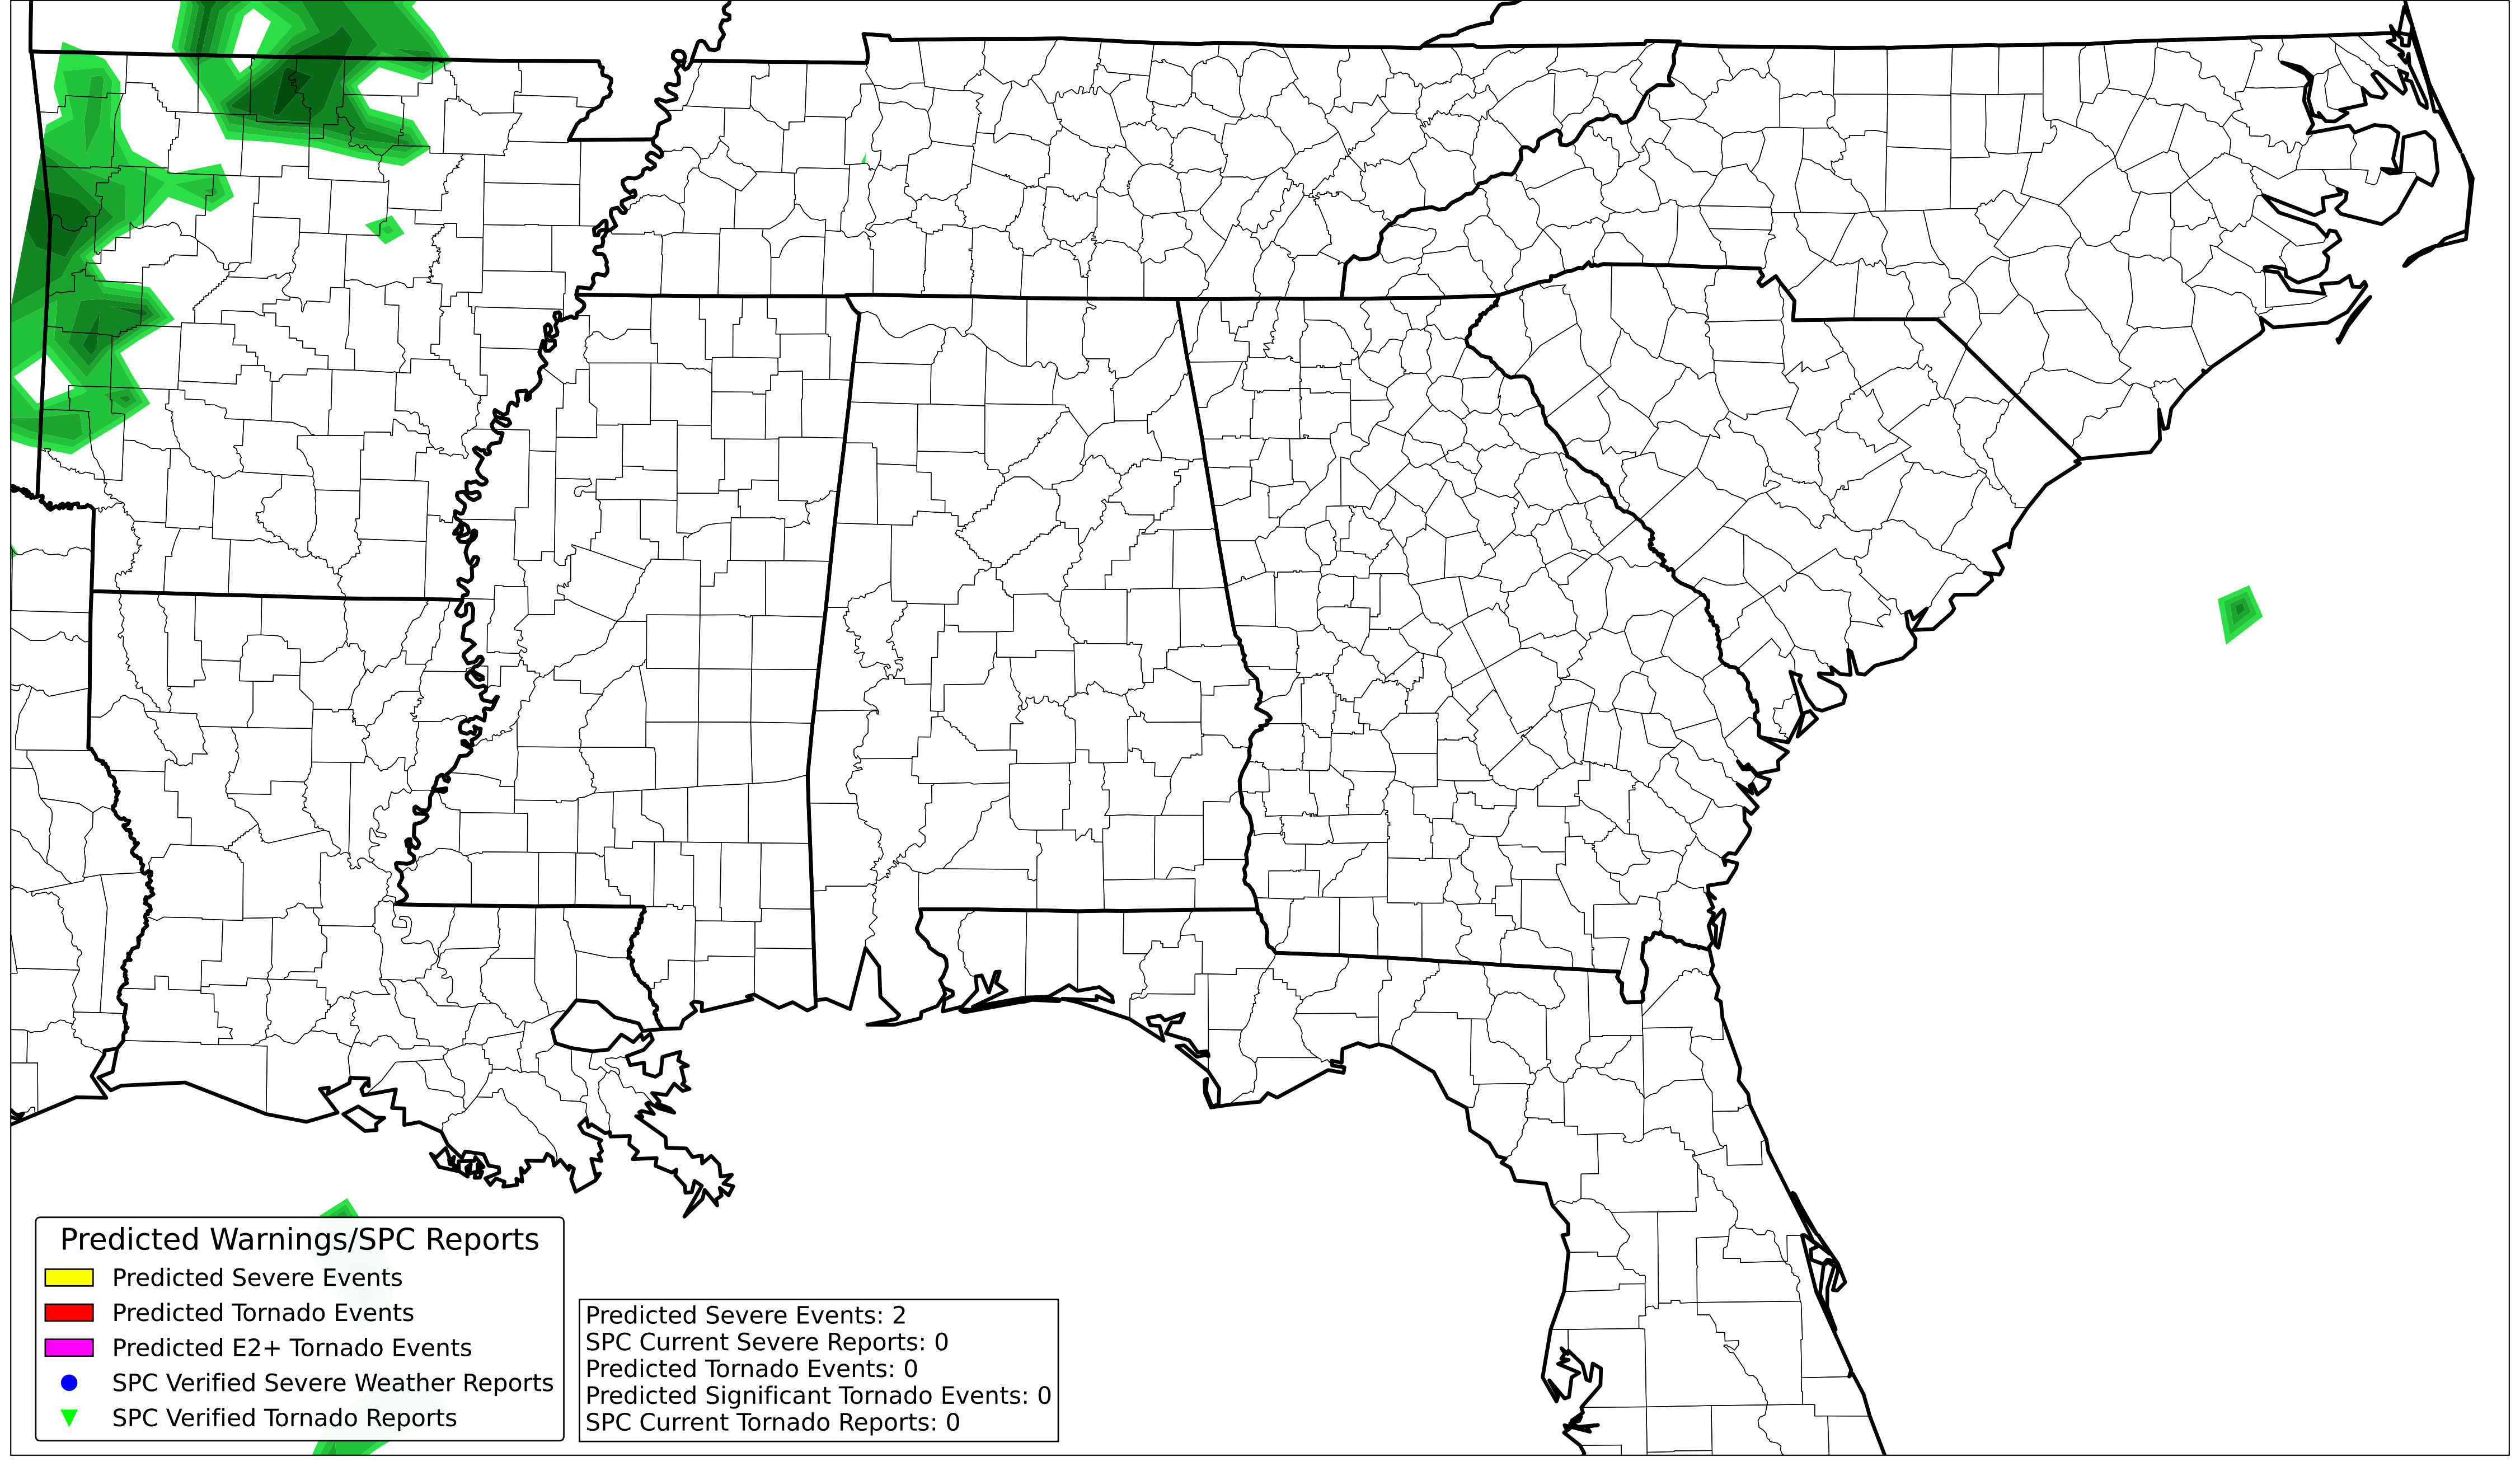 Predicted Warnings/SPC Reports
Predicted Severe Events
Predicted Tornado Events
Predicted E2+ Tornado Events
SPC Verified Severe Weather Reports
SPC Verified Tornado Reports
Predicted Severe Events: 2
SPC Current Severe Reports: 0
Predicted Tornado Events: 0
Predicted Significant Tornado Events: 0
SPC Current Tornado Reports: 0